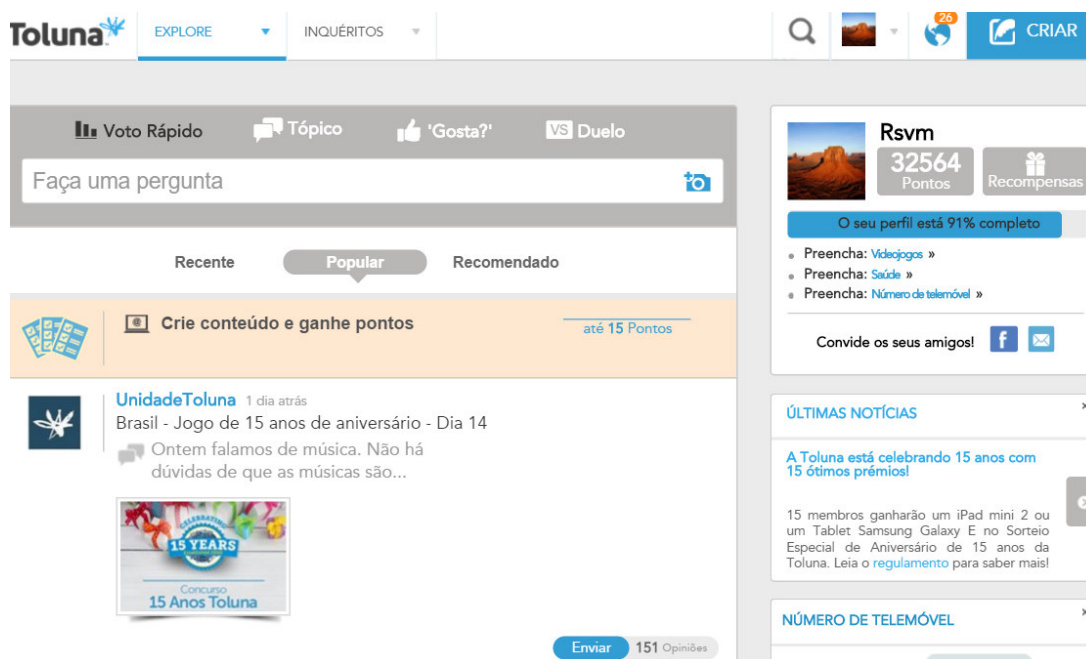 Toluna
EXPLORE
INQUÉRITOS
26
CRIAR
Voto Rápido
Tópico
'Gosta?'
VS Duelo
Faça uma pergunta
Recente
Popular
Recomendado
Crie conteúdo e ganhe pontos
até 15 Pontos
UnidadeToluna 1 dia atrás
Brasil - Jogo de 15 anos de aniversário - Dia 14
Ontem falamos de música. Não há
dúvidas de que as músicas são...
CELEBRATING
15 YEARS
Concurso
15 Anos Toluna
Enviar
151 Opiniões
Rsvm
32564
Pontos
Recompensas
O seu perfil está 91% completo
Preencha: Videojogos »
Preencha: Saúde »
Preencha: Número de telemóvel »
Convide os seus amigos!
f
ÚLTIMAS NOTÍCIAS
A Toluna está celebrando 15 anos com
15 ótimos prémios!
15 membros ganharão um iPad mini 2 ou
um Tablet Samsung Galaxy E no Sorteio
Especial de Aniversário de 15 anos da
Toluna. Leia o regulamento para saber mais!
NÚMERO DE TELEMÓVEL